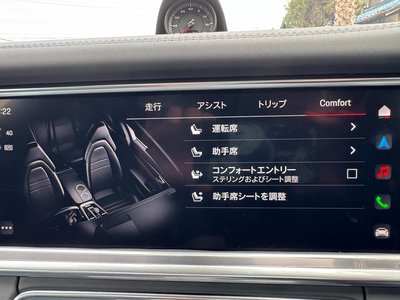 走行 アシスト トリップ Comfort
:22
4G
運転席
助手席
コンフォートエントリー
ステリングおよびシート調整
助手席シートを調整